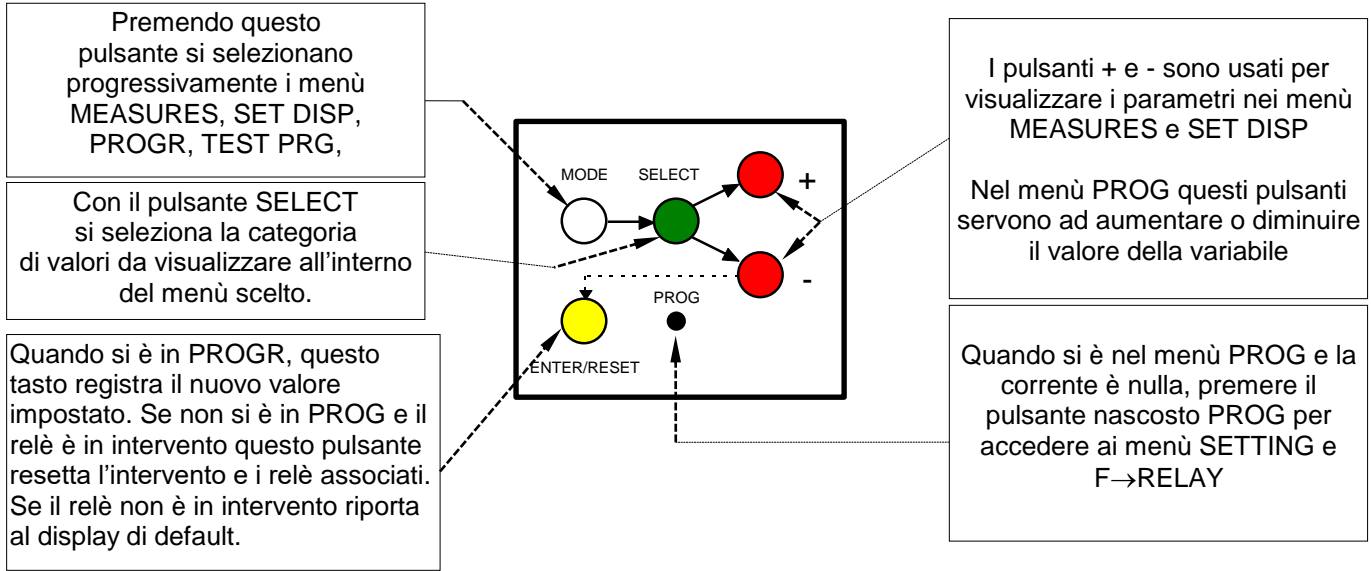 Premendo questo
pulsante si selezionano
progressivamente i menù
MEASURES, SET DISP,
PROGR, TEST PRG,
Con il pulsante SELECT
si seleziona la categoria
di valori da visualizzare all'interno
del menù scelto.
Quando si è in PROGR, questo
tasto registra il nuovo valore
impostato. Se non si è in PROG e il
relè è in intervento questo pulsante
resetta l'intervento e i relè associati.
Se il relè non è in intervento riporta
al display di default.
MODE
SELECT
+
-
PROG
ENTER/RESET
I pulsanti + e - sono usati per
visualizzare i parametri nei menù
MEASURES e SET DISP
Nel menù PROG questi pulsanti
servono ad aumentare o diminuire
il valore della variabile
Quando si è nel menù PROG e la
corrente è nulla, premere il
pulsante nascosto PROG per
accedere ai menù SETTING e
F→RELAY